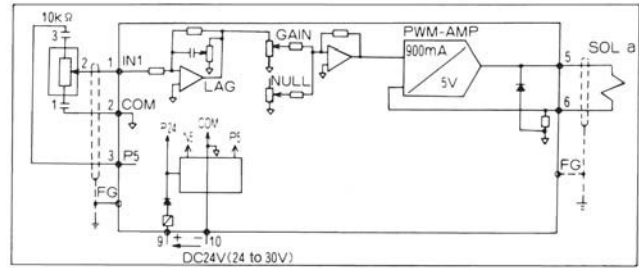 10kΩ
3
2
1
1 IN1
2 COM
3 P5
FG
LAG
GAIN
NULL
PWM-AMP
900mA
5V
5
6
SOL a
FG
P24
N5
COM
P5
9
+
−
10
DC24V(24 to 30V)